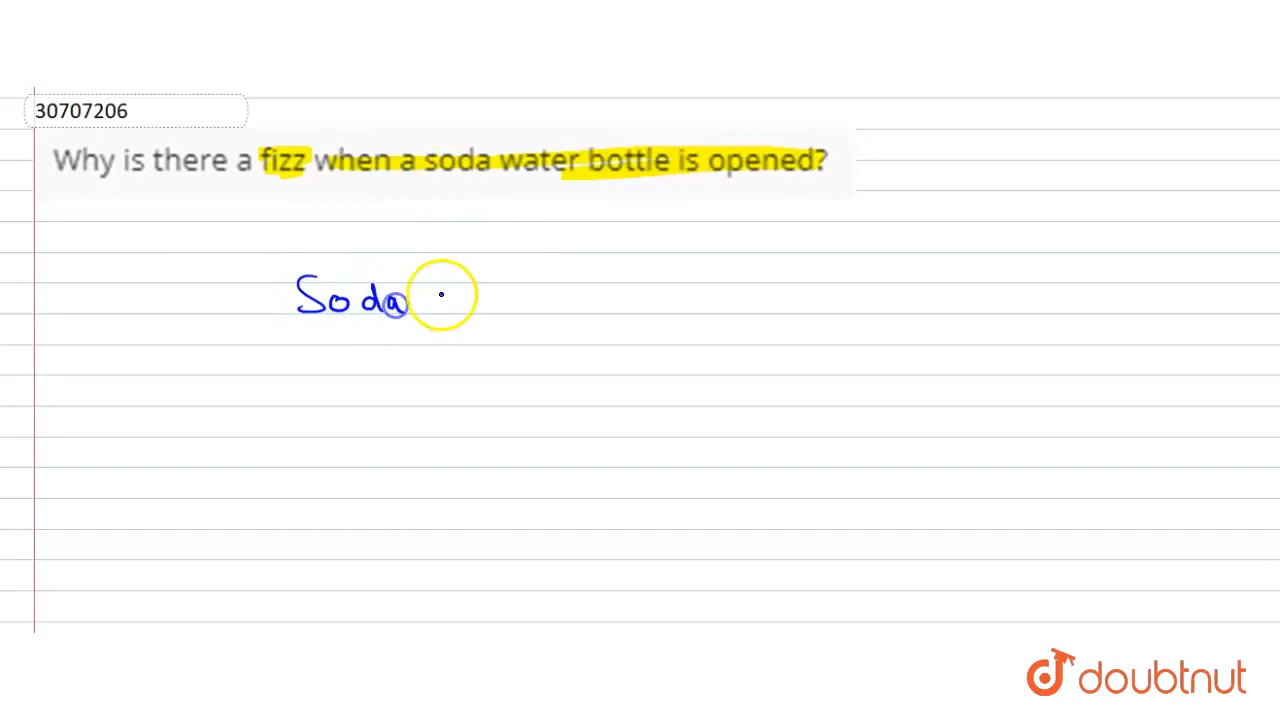 30707206
Why is there a fizz when a soda water bottle is opened?
Soda
doubtnut